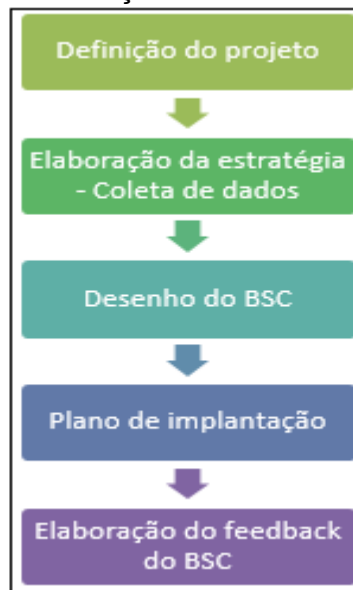 Definição do projeto
Elaboração da estratégia
- Coleta de dados
Desenho do BSC
Plano de implantação
Elaboração do feedback
do BSC